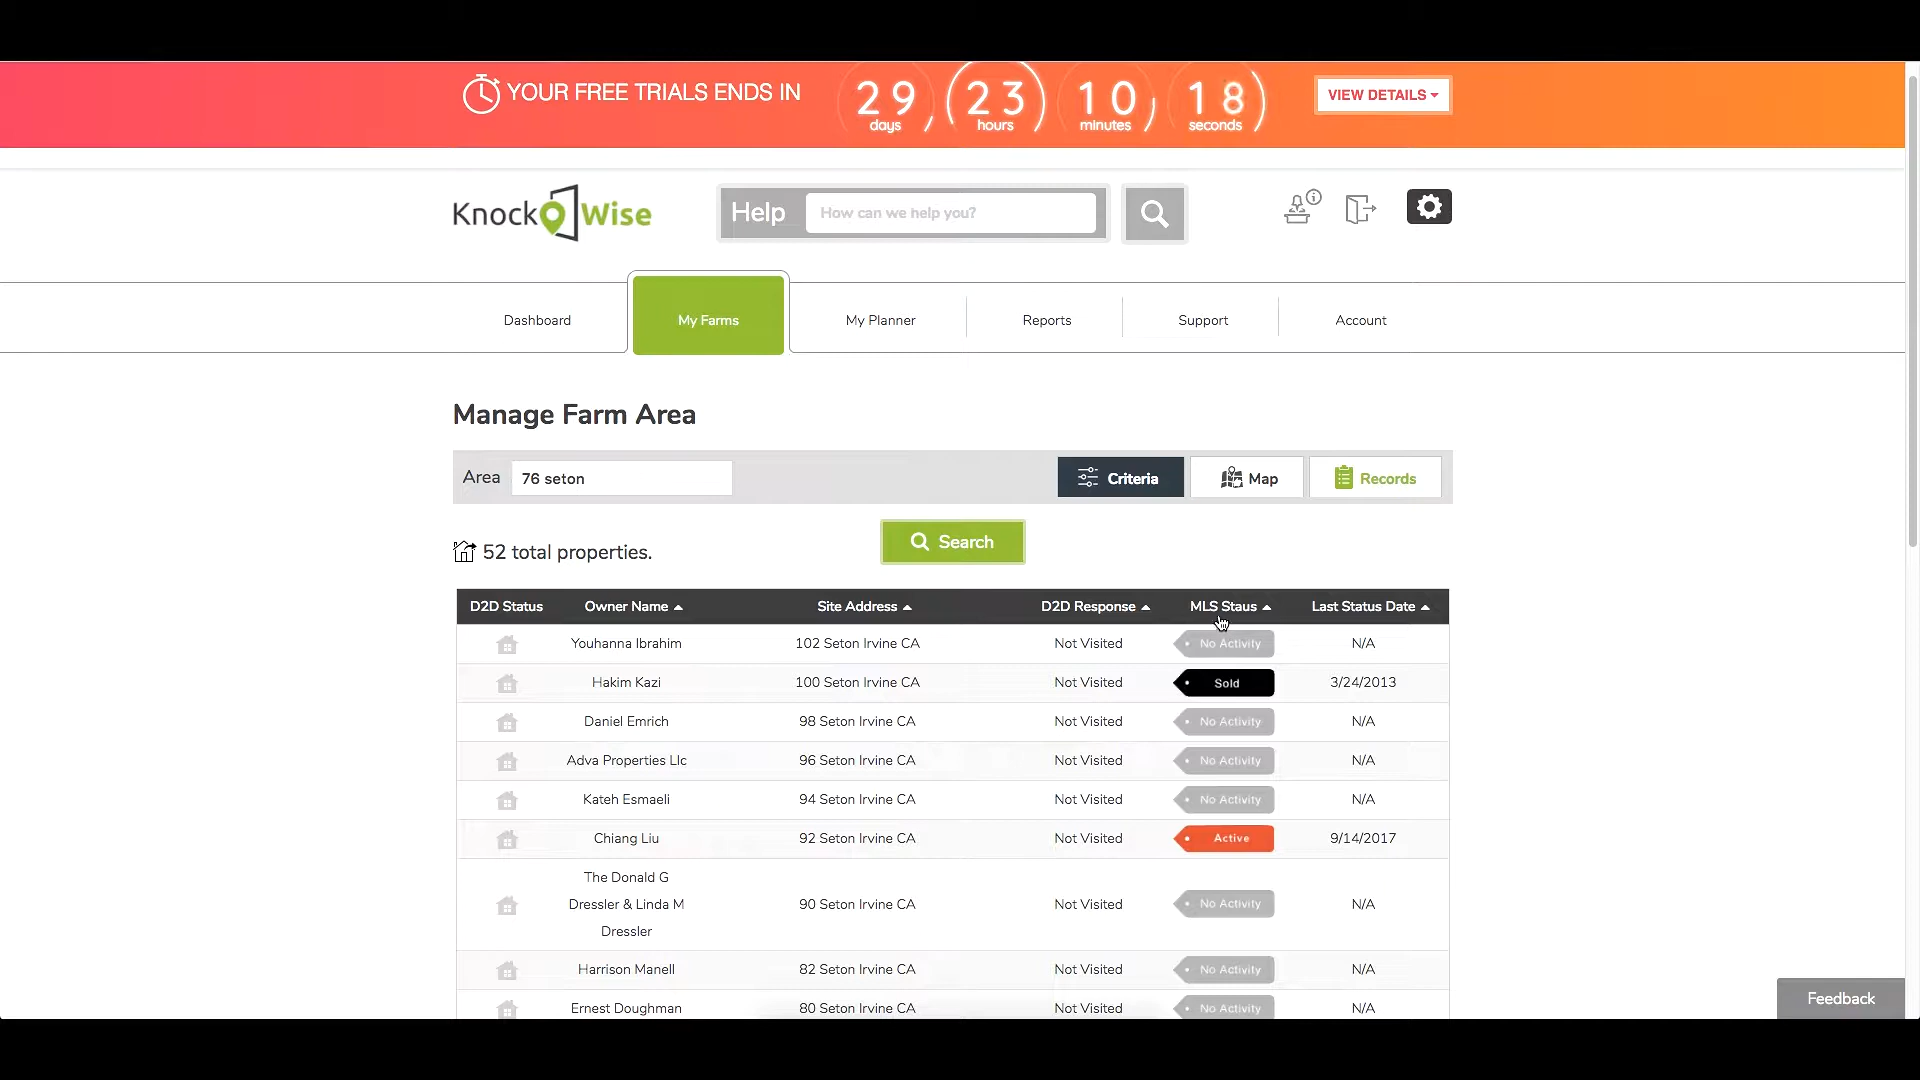 YOUR FREE TRIALS ENDS IN
29 23 10 18
days hours minutes seconds
VIEW DETAILS
KnockWise
Help How can we help you?
Dashboard My Farms My Planner Reports Support Account
Manage Farm Area
Area 76 seton Criteria Map Records
52 total properties. Search
D2D Status Owner Name Site Address D2D Response MLS Staus Last Status Date
Youhanna Ibrahim 102 Seton Irvine CA Not Visited No Activity N/A
Hakim Kazi 100 Seton Irvine CA Not Visited Sold 3/24/2013
Daniel Emrich 98 Seton Irvine CA Not Visited No Activity N/A
Adva Properties Llc 96 Seton Irvine CA Not Visited No Activity N/A
Kateh Esmaeli 94 Seton Irvine CA Not Visited No Activity N/A
Chiang Liu 92 Seton Irvine CA Not Visited Active 9/14/2017
The Donald G
Dressler & Linda M 90 Seton Irvine CA Not Visited No Activity N/A
Dressler
Harrison Manell 82 Seton Irvine CA Not Visited No Activity N/A
Ernest Doughman 80 Seton Irvine CA Not Visited No Activity N/A
Feedback